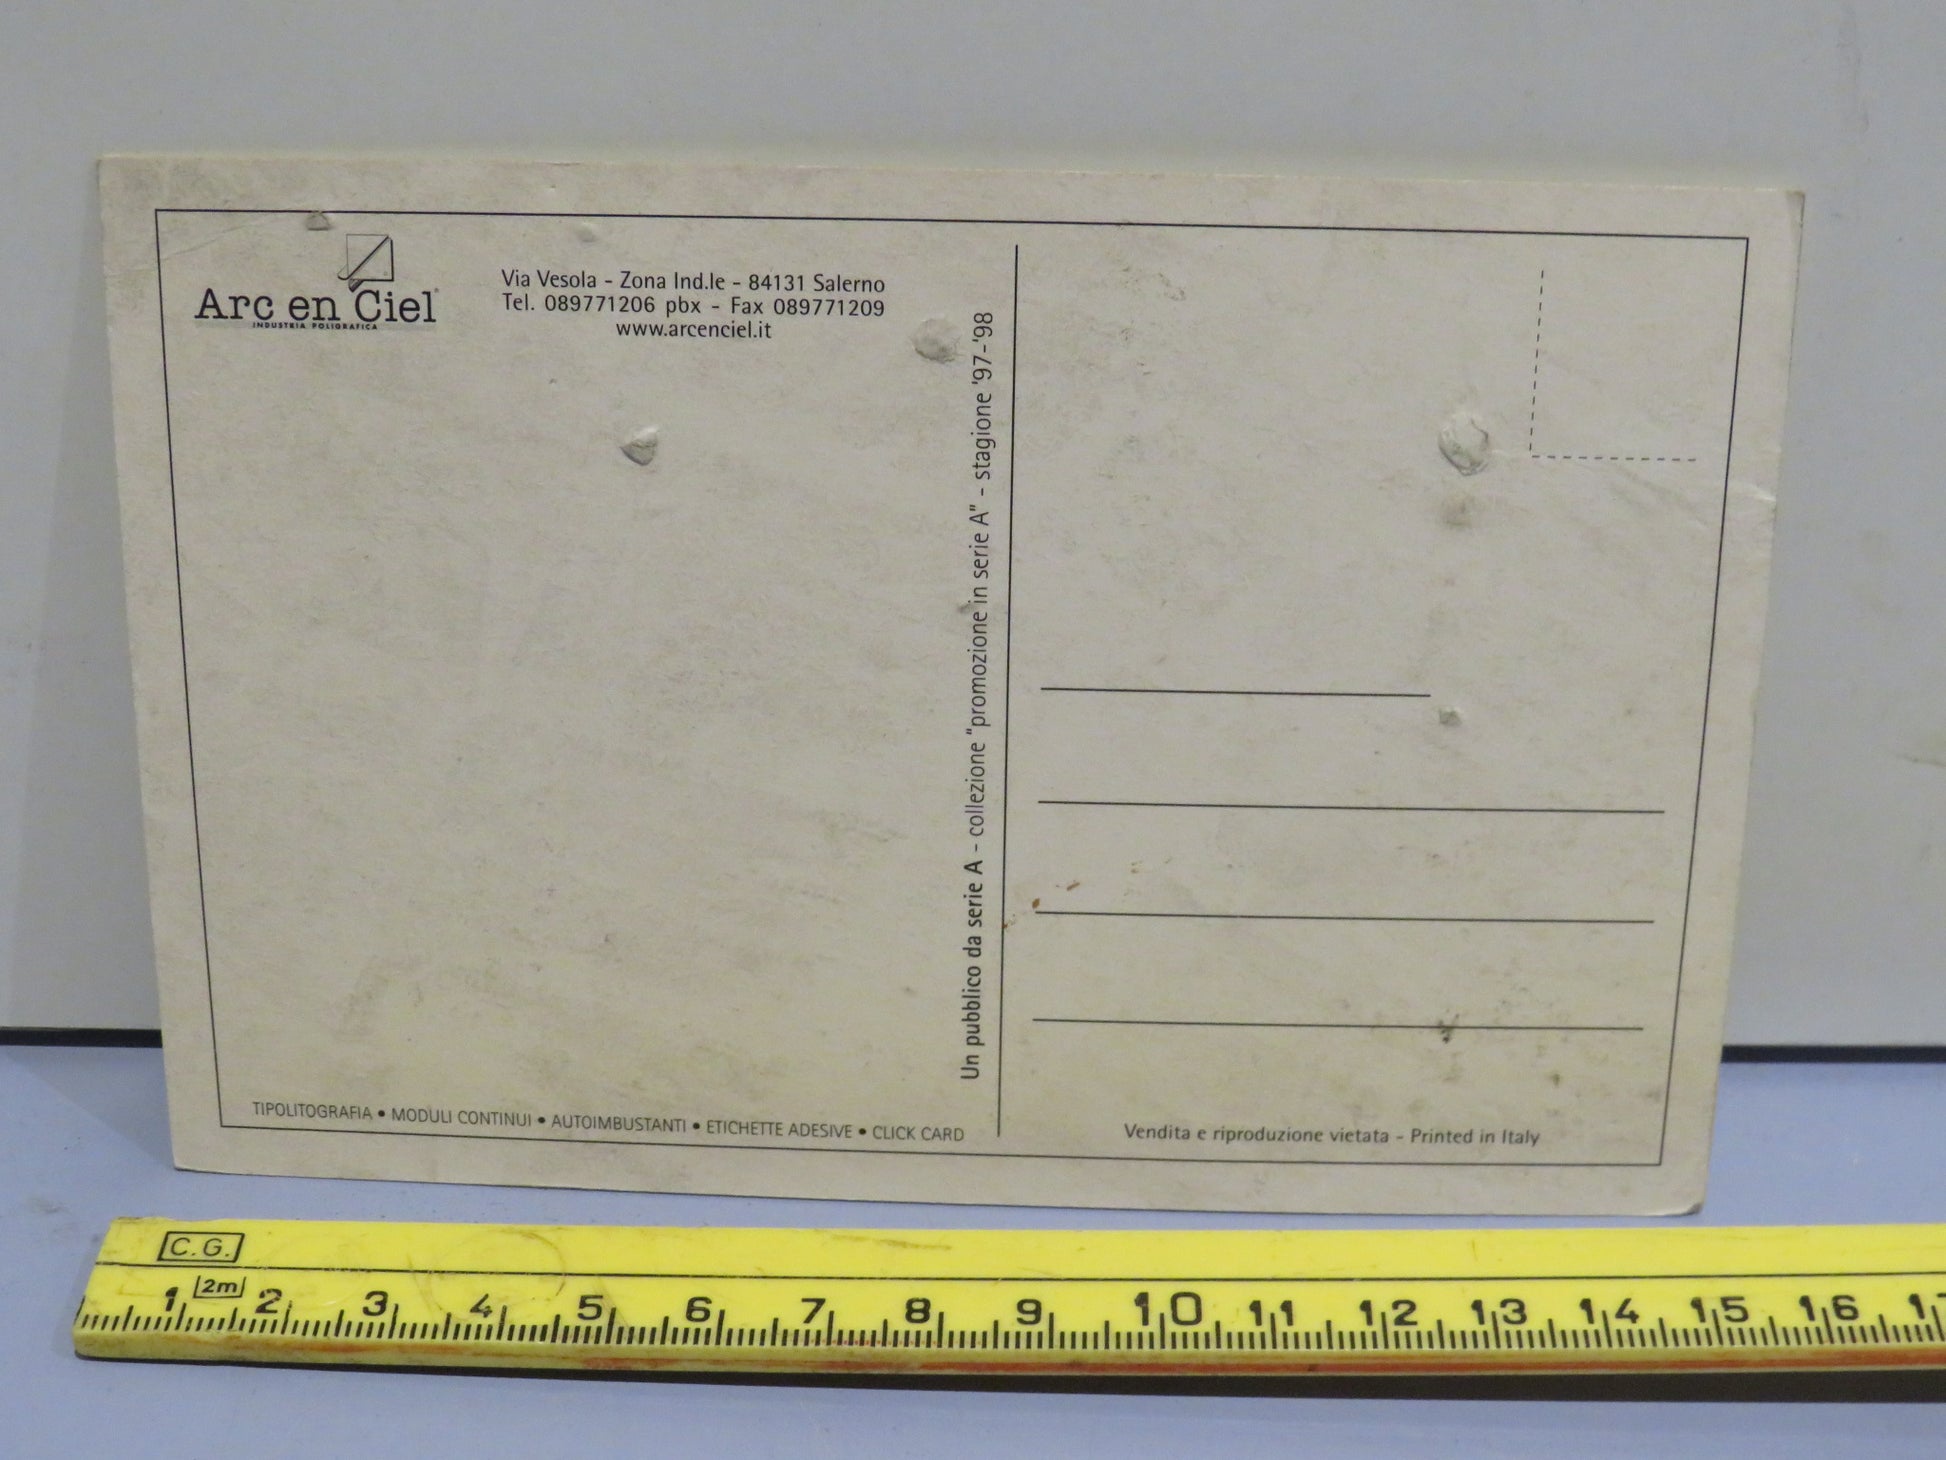 Arc en Ciel
INDUSTRIA POLIGRAFICA
Via Vesola - Zona Ind.le - 84131 Salerno
Tel. 089771206 pbx - Fax 089771209
www.arcenciel.it
Un pubblico da serie A - collezione "promozione in serie A" - stagione '97-'98
TIPOLITOGRAFIA • MODULI CONTINUI • AUTOIMBUSTANTI • ETICHETTE ADESIVE • CLICK CARD
Vendita e riproduzione vietata - Printed in Italy
C.G.
2m
1 2 3 4 5 6 7 8 9 10 11 12 13 14 15 16 17